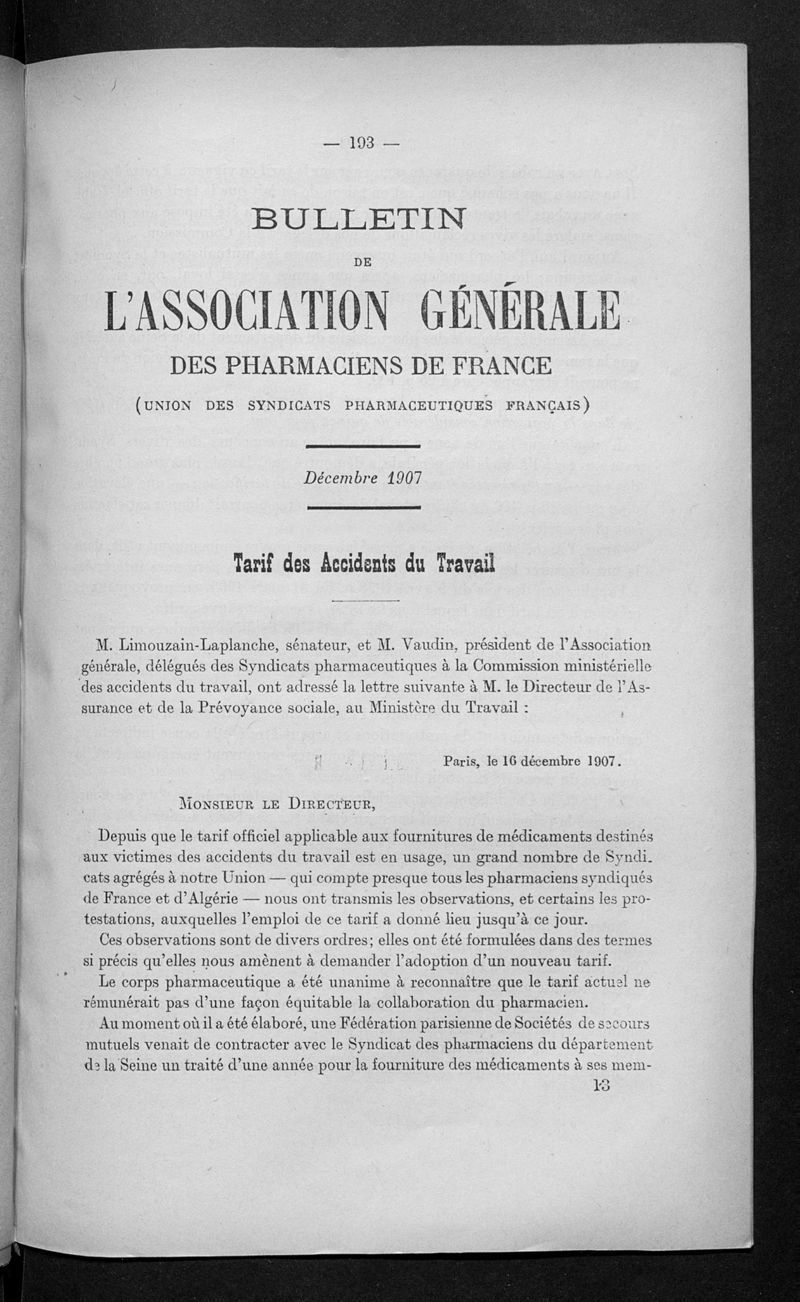 — 193 —
BULLETIN
DE
L'ASSOCIATION GÉNÉRALE
DES PHARMACIENS DE FRANCE
(UNION DES SYNDICATS PHARMACEUTIQUES FRANÇAIS)
Décembre 1907
Tarif des Accidents du Travail
M. Limouzain-Laplanche, sénateur, et M. Vaudin, président de l'Association
générale, délégués des Syndicats pharmaceutiques à la Commission ministérielle
des accidents du travail, ont adressé la lettre suivante à M. le Directeur de l'As-
surance et de la Prévoyance sociale, au Ministère du Travail :
Paris, le 16 décembre 1907.
MONSIEUR LE DIRECTEUR,
Depuis que le tarif officiel applicable aux fournitures de médicaments destinés
aux victimes des accidents du travail est en usage, un grand nombre de Syndi-
cats agrégés à notre Union — qui compte presque tous les pharmaciens syndiqués
de France et d'Algérie — nous ont transmis les observations, et certains les pro-
testations, auxquelles l'emploi de ce tarif a donné lieu jusqu'à ce jour.
Ces observations sont de divers ordres; elles ont été formulées dans des termes
si précis qu'elles nous amènent à demander l'adoption d'un nouveau tarif.
Le corps pharmaceutique a été unanime à reconnaître que le tarif actuel ne
rémunérait pas d'une façon équitable la collaboration du pharmacien.
Au moment où il a été élaboré, une Fédération parisienne de Sociétés de secours
mutuels venait de contracter avec le Syndicat des pharmaciens du département
de la Seine un traité d'une année pour la fourniture des médicaments à ses mem-
13